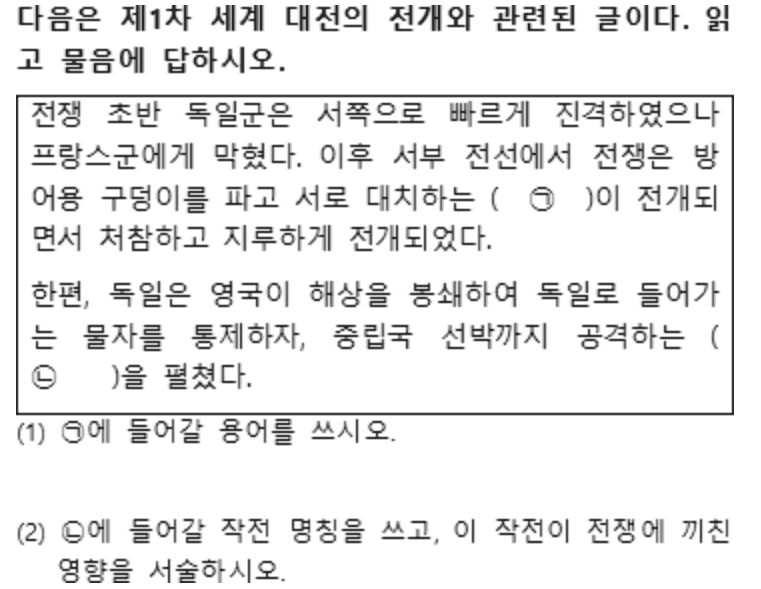 다음은 제1차 세계 대전의 전개와 관련된 글이다. 읽
고 물음에 답하시오.
전쟁 초반 독일군은 서쪽으로 빠르게 진격하였으나
프랑스군에게 막혔다. 이후 서부 전선에서 전쟁은 방
어용 구덩이를 파고 서로 대치하는 ( ㉠ )이 전개되
면서 처참하고 지루하게 전개되었다.
한편, 독일은 영국이 해상을 봉쇄하여 독일로 들어가
는 물자를 통제하자, 중립국 선박까지 공격하는 (
㉡ )을 펼쳤다.
(1) ㉠에 들어갈 용어를 쓰시오.
(2) ㉡에 들어갈 작전 명칭을 쓰고, 이 작전이 전쟁에 끼친
영향을 서술하시오.